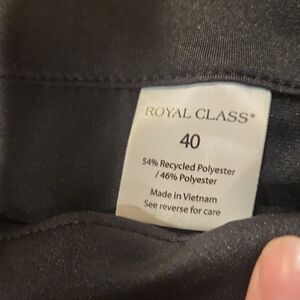 ROYAL CLASS®
40
54% Recycled Polyester
/ 46% Polyester
Made in Vietnam
See reverse for care